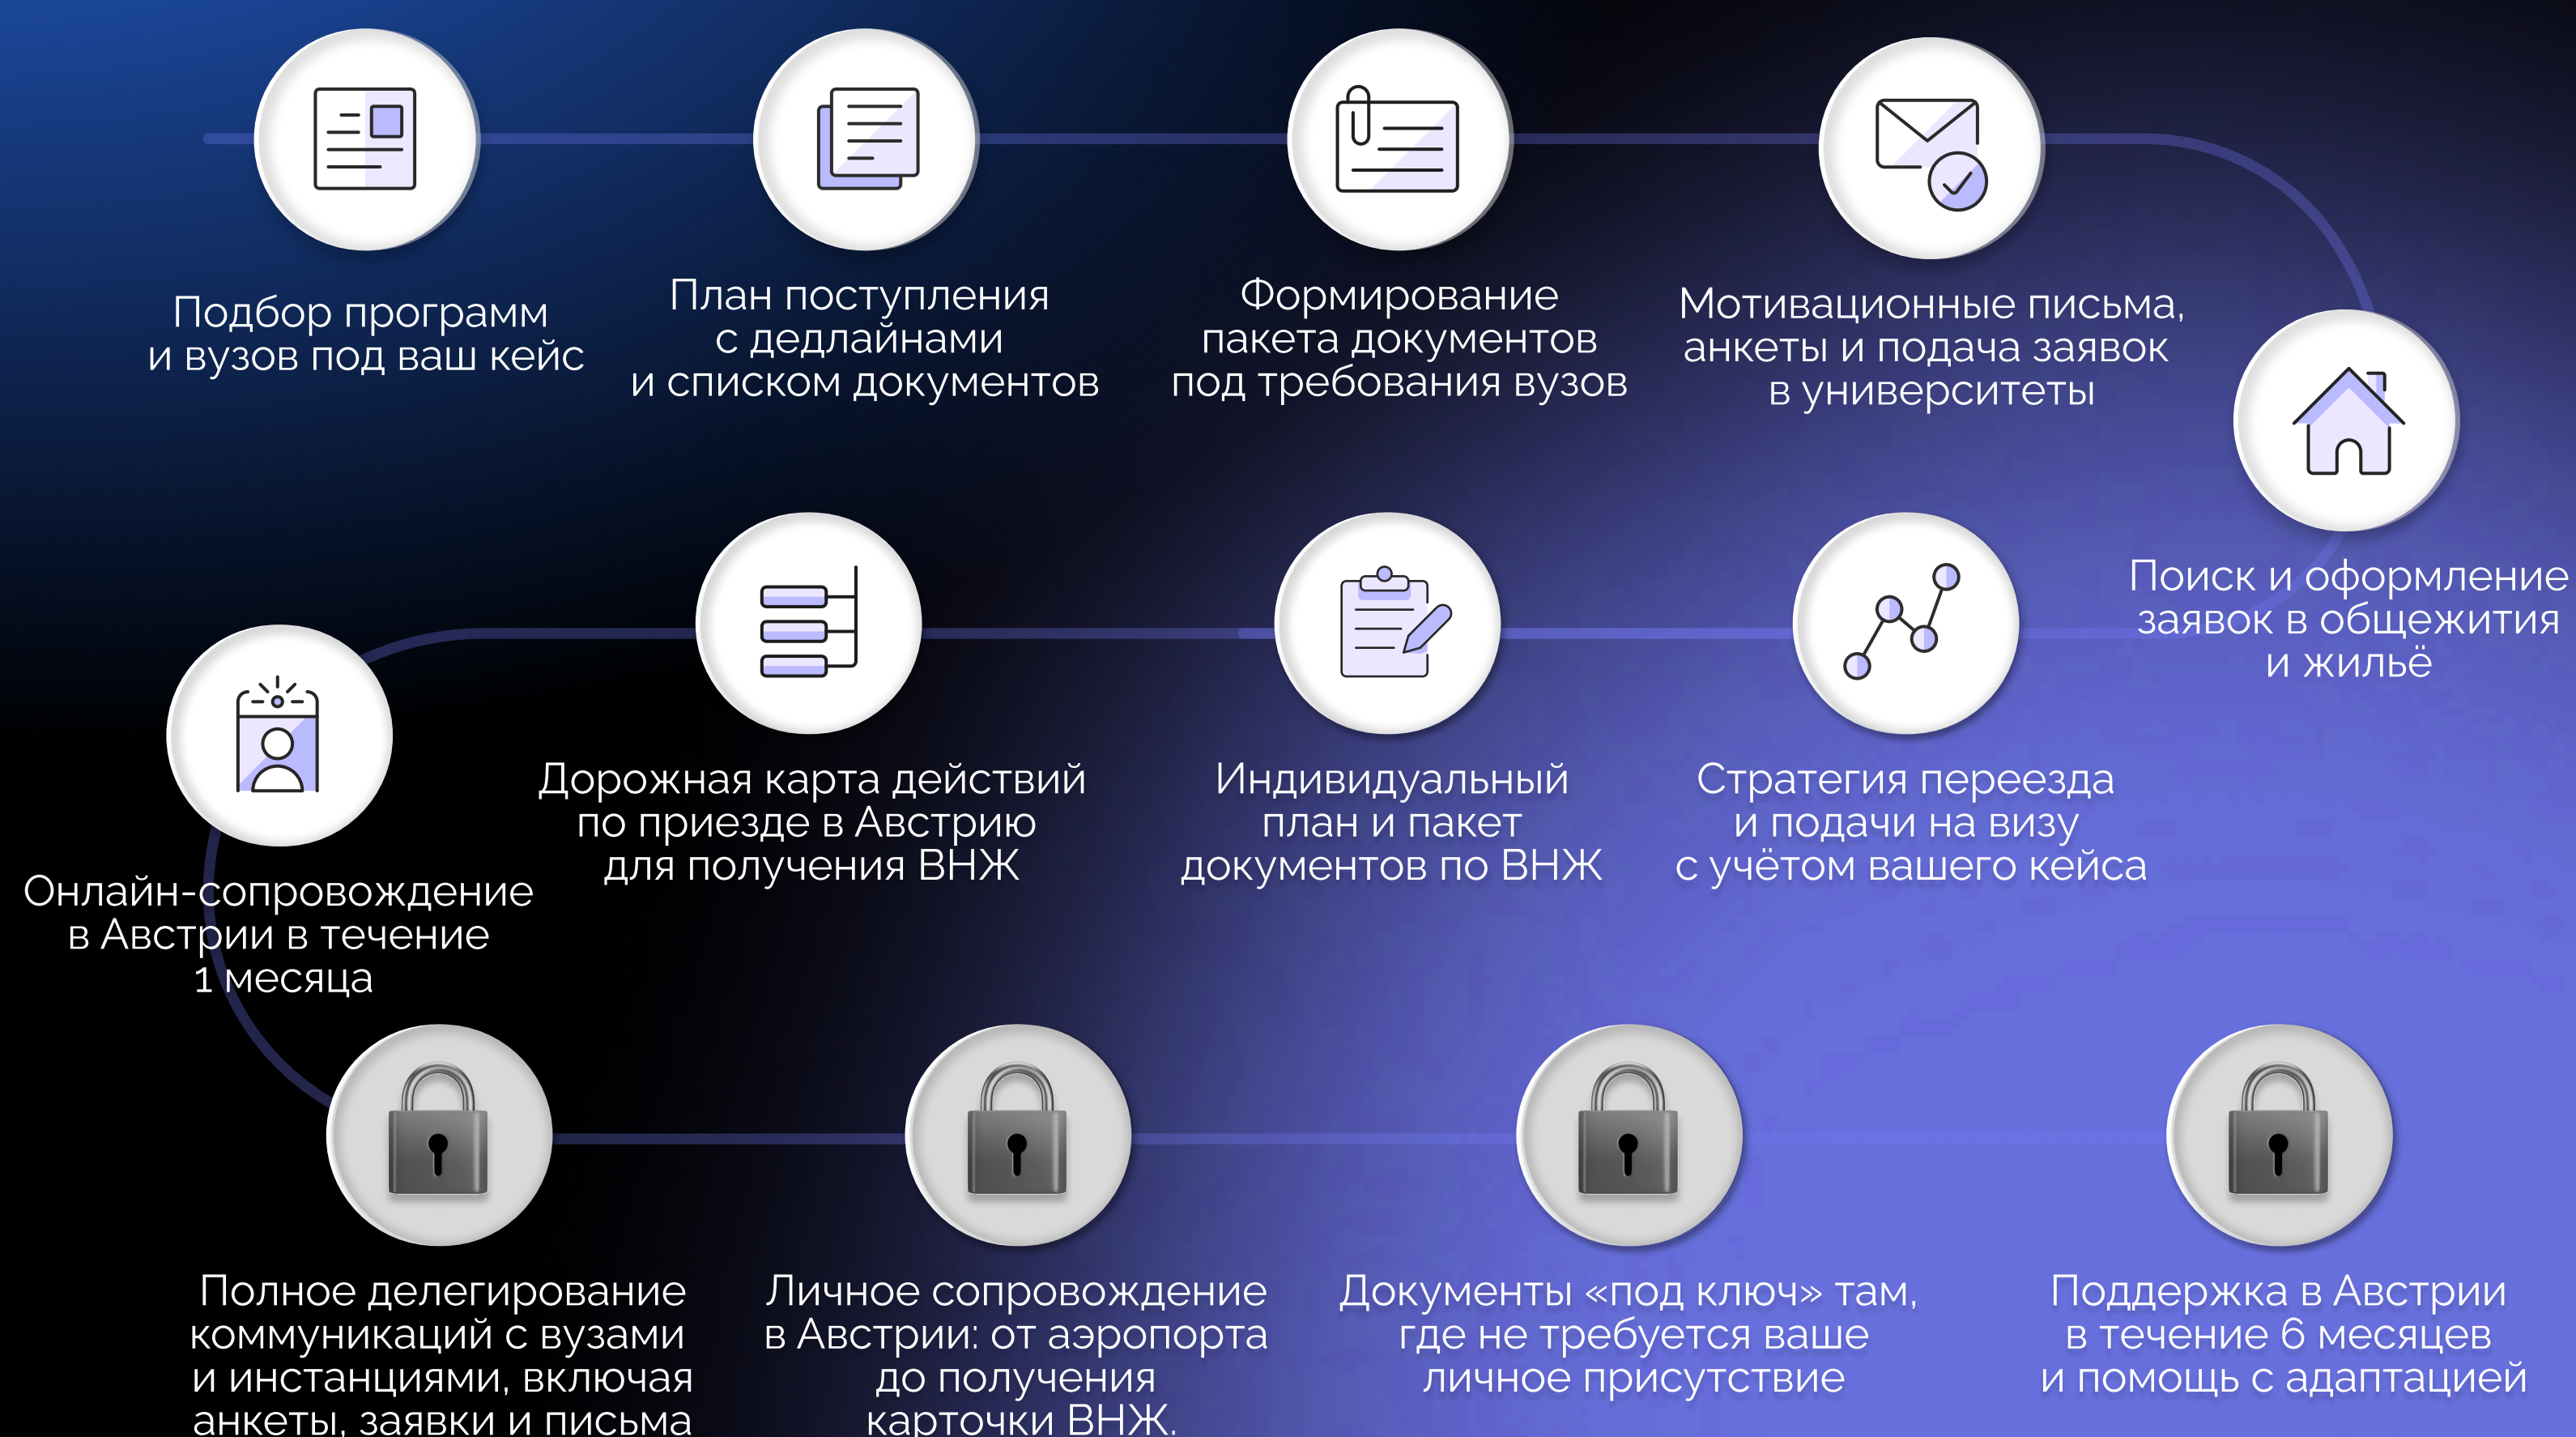 Подбор программ
и вузов под ваш кейс
План поступления
с дедлайнами
и списком документов
Формирование
пакета документов
под требования вузов
Мотивационные письма,
анкеты и подача заявок
в университеты
Поиск и оформление
заявок в общежития
и жильё
Стратегия переезда
и подачи на визу
с учётом вашего кейса
Индивидуальный
план и пакет
документов по ВНЖ
Дорожная карта действий
по приезде в Австрию
для получения ВНЖ
Онлайн-сопровождение
в Австрии в течение
1 месяца
Полное делегирование
коммуникаций с вузами
и инстанциями, включая
анкеты, заявки и письма
Личное сопровождение
в Австрии: от аэропорта
до получения
карточки ВНЖ.
Документы «под ключ» там,
где не требуется ваше
личное присутствие
Поддержка в Австрии
в течение 6 месяцев
и помощь с адаптацией